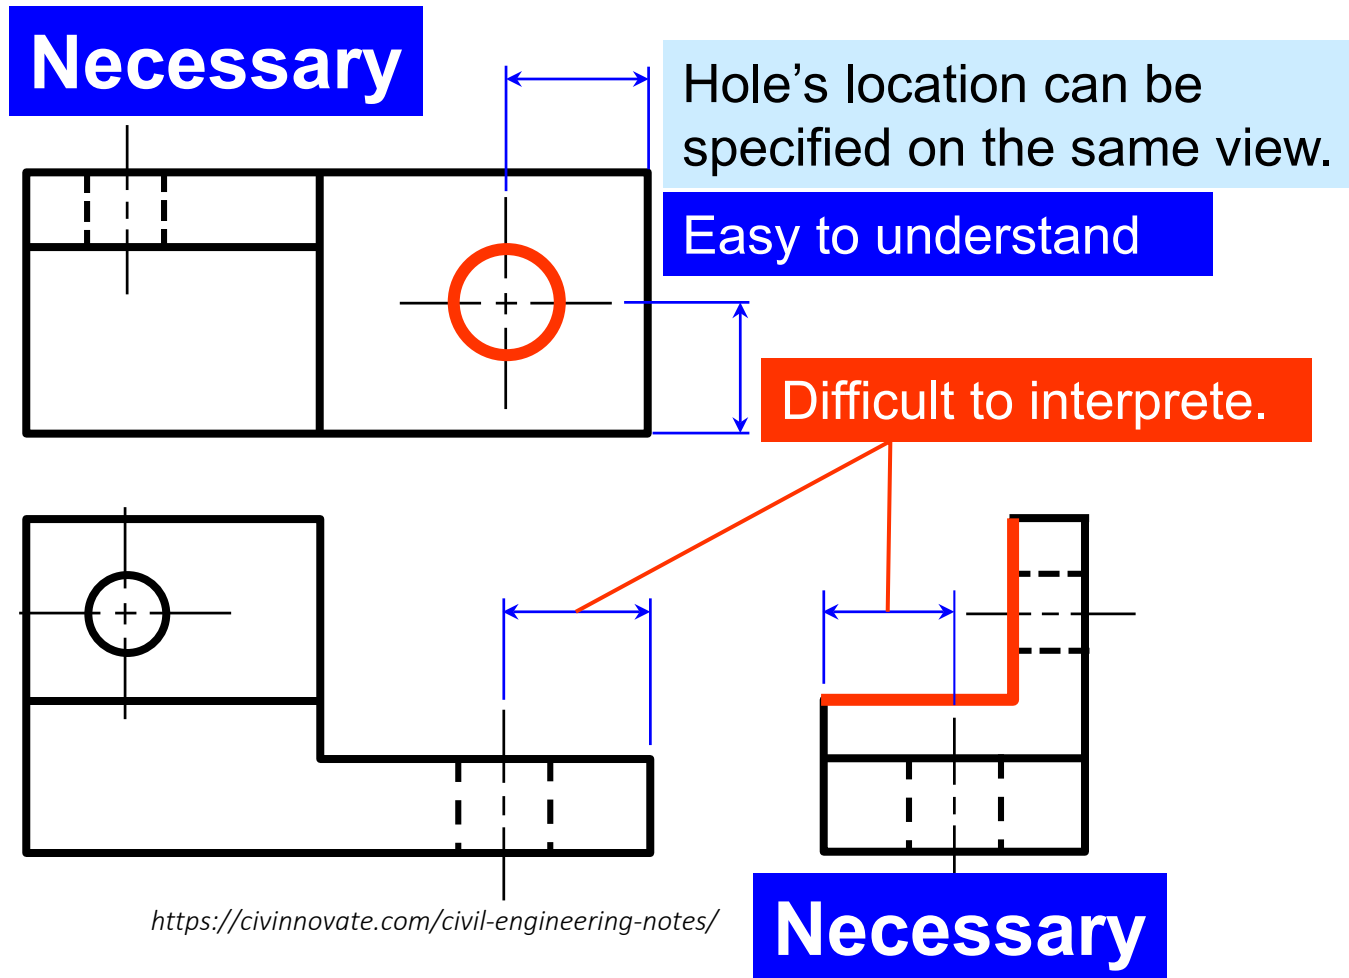 Necessary
Hole’s location can be
specified on the same view.
Easy to understand
Difficult to interprete.
https://civinnovate.com/civil-engineering-notes/
Necessary